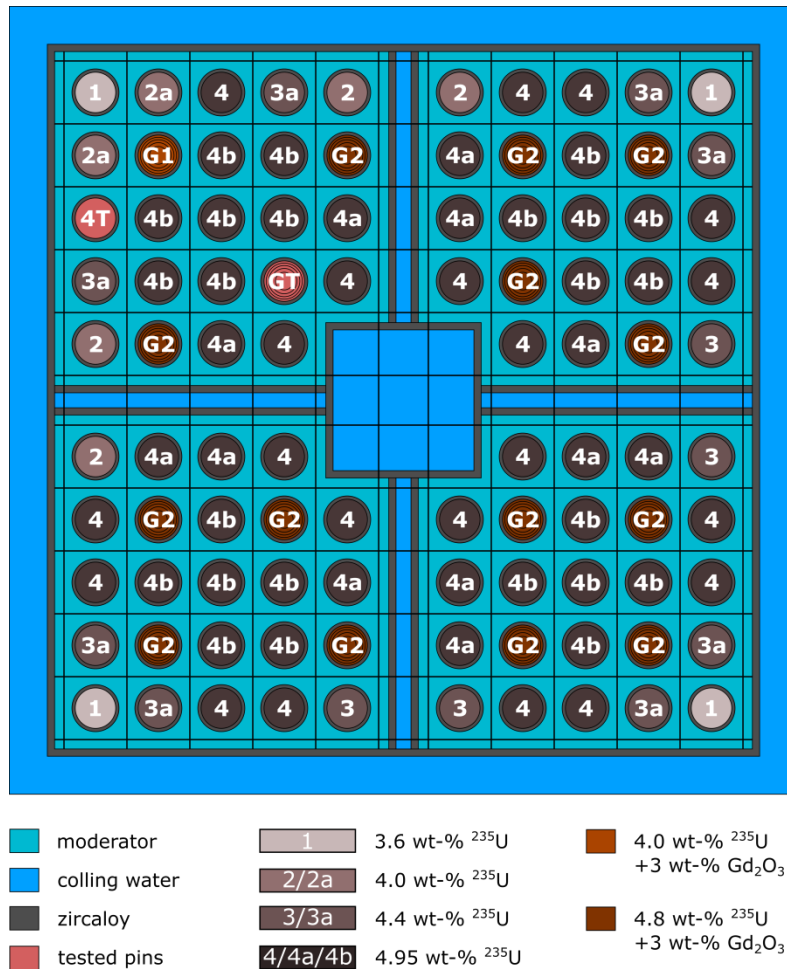 1 2a 4 3a 2 2 4 4 3a 1
2a G1 4b 4b G2 4a G2 4b G2 3a
4T 4b 4b 4b 4a 4a 4b 4b 4b 4
3a 4b 4b GT 4 4 G2 4b 4b 4
2 G2 4a 4 4 4a G2 3
2 4a 4a 4 4 4a 4a 3
4 G2 4b G2 4 4 G2 4b G2 4
4 4b 4b 4b 4a 4a 4b 4b 4b 4
3a G2 4b 4b G2 4a G2 4b G2 3a
1 3a 4 4 3 3 4 4 3a 1
moderator
colling water
zircaloy
tested pins
1 3.6 wt-% ²³⁵U
2/2a 4.0 wt-% ²³⁵U
3/3a 4.4 wt-% ²³⁵U
4/4a/4b 4.95 wt-% ²³⁵U
4.0 wt-% ²³⁵U
+3 wt-% Gd₂O₃
4.8 wt-% ²³⁵U
+3 wt-% Gd₂O₃